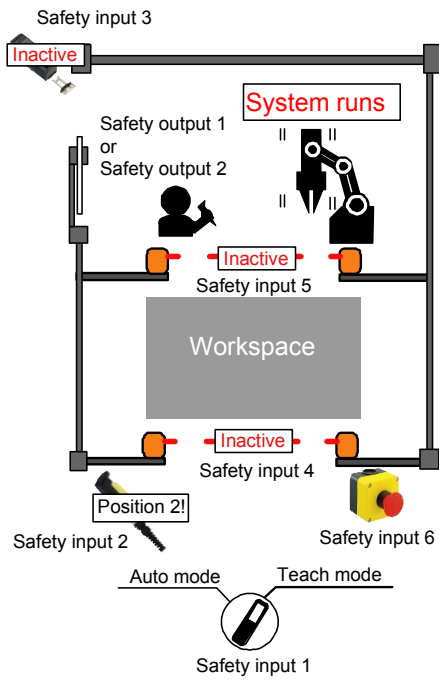 Safety input 3
Inactive
System runs
Safety output 1
or
Safety output 2
Inactive
Safety input 5
Workspace
Inactive
Safety input 4
Position 2!
Safety input 2
Safety input 6
Auto mode
Teach mode
Safety input 1